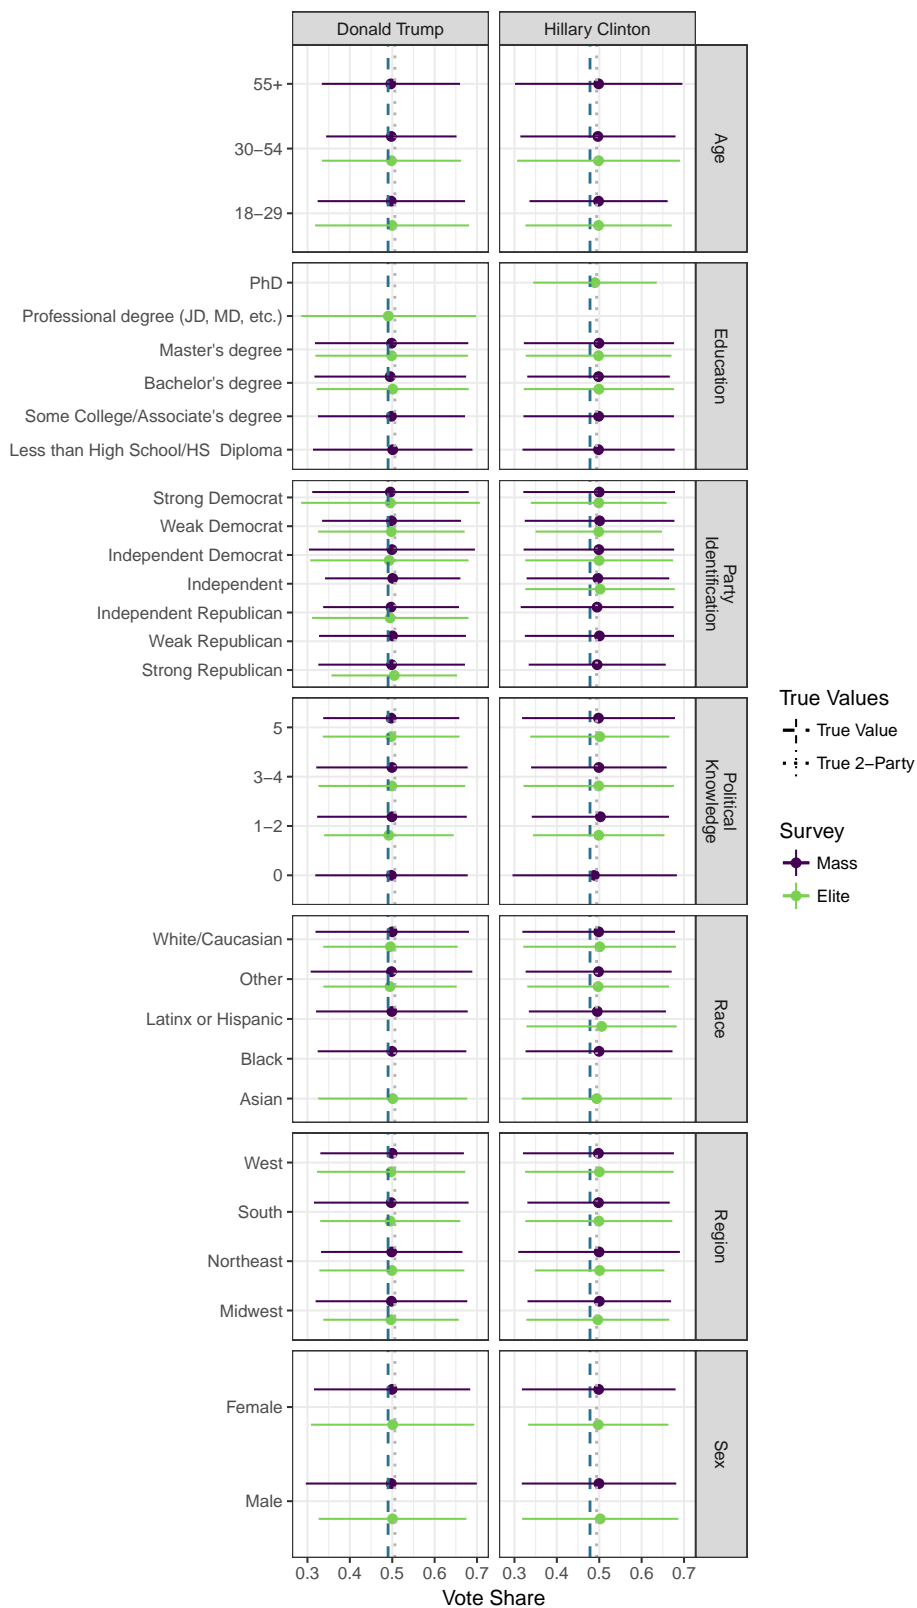 Donald Trump
Hillary Clinton
55+
30–54
18–29
Age
PhD
Professional degree (JD, MD, etc.)
Master's degree
Bachelor's degree
Some College/Associate's degree
Less than High School/HS  Diploma
Education
Strong Democrat
Weak Democrat
Independent Democrat
Independent
Independent Republican
Weak Republican
Strong Republican
Party
Identification
5
3–4
1–2
0
Political
Knowledge
White/Caucasian
Other
Latinx or Hispanic
Black
Asian
Race
West
South
Northeast
Midwest
Region
Female
Male
Sex
0.3 0.4 0.5 0.6 0.7
0.3 0.4 0.5 0.6 0.7
Vote Share
True Values
True Value
True 2–Party
Survey
Mass
Elite